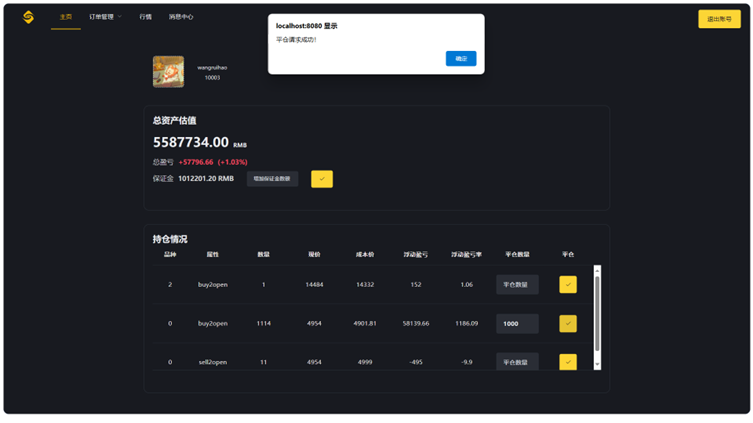 主页 订单管理 行情 消息中心
localhost:8080 显示
平仓请求成功!
确定
退出账号
wangruihao
10003
总资产估值
5587734.00 RMB
总盈亏 +57796.66 (+1.03%)
保证金 1012201.20 RMB 增加保证金数额
持仓情况
品种 属性 数量 现价 成本价 浮动盈亏 浮动盈亏率 平仓数量 平仓
2 buy2open 1 14484 14332 152 1.06 平仓数量
0 buy2open 1114 4954 4901.81 58139.66 1186.09 1000
0 sell2open 11 4954 4999 -495 -9.9 平仓数量